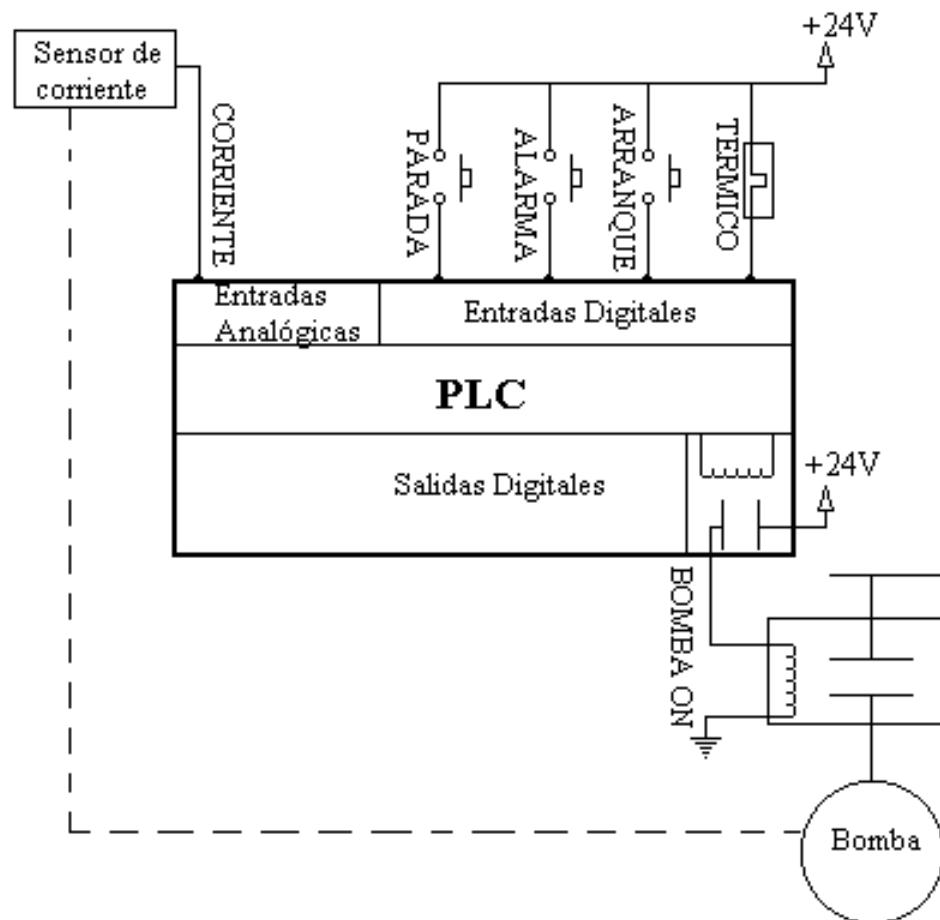 +24V
Sensor de
corriente
CORRIENTE
PARADA
ALARMA
ARRANQUE
TERMICO
Entradas
Analógicas
Entradas Digitales
PLC
Salidas Digitales
+24V
BOMBA ON
Bomba